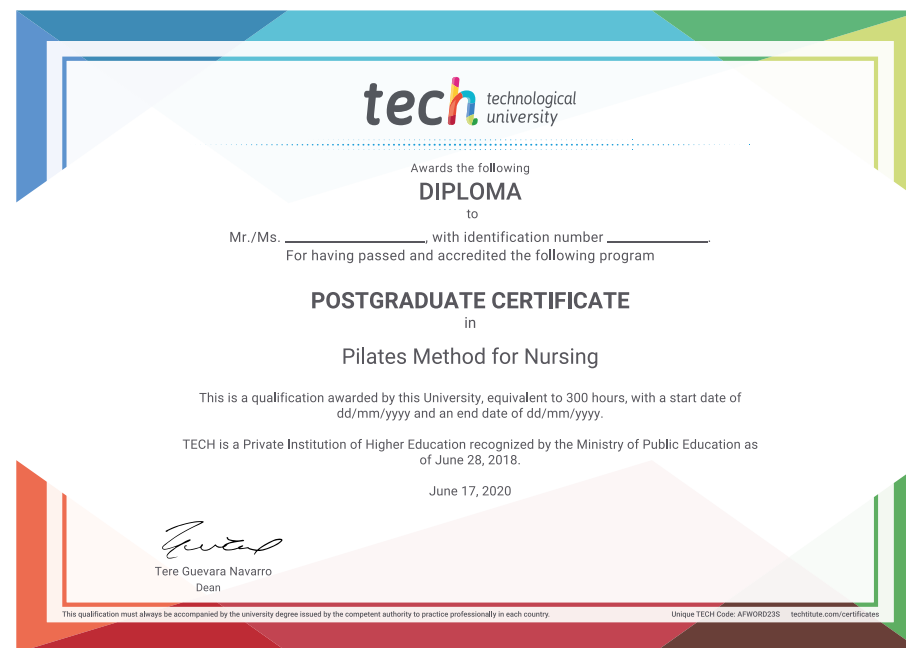 tech technological
university
Awards the following
DIPLOMA
to
Mr./Ms. ____________________, with identification number ______________.
For having passed and accredited the following program
POSTGRADUATE CERTIFICATE
in
Pilates Method for Nursing
This is a qualification awarded by this University, equivalent to 300 hours, with a start date of
dd/mm/yyyy and an end date of dd/mm/yyyy.
TECH is a Private Institution of Higher Education recognized by the Ministry of Public Education as
of June 28, 2018.
June 17, 2020
Tere Guevara Navarro
Dean
This qualification must always be accompanied by the university degree issued by the competent authority to practice professionally in each country. Unique TECH Code: AFWORD23S techtitute.com/certificates